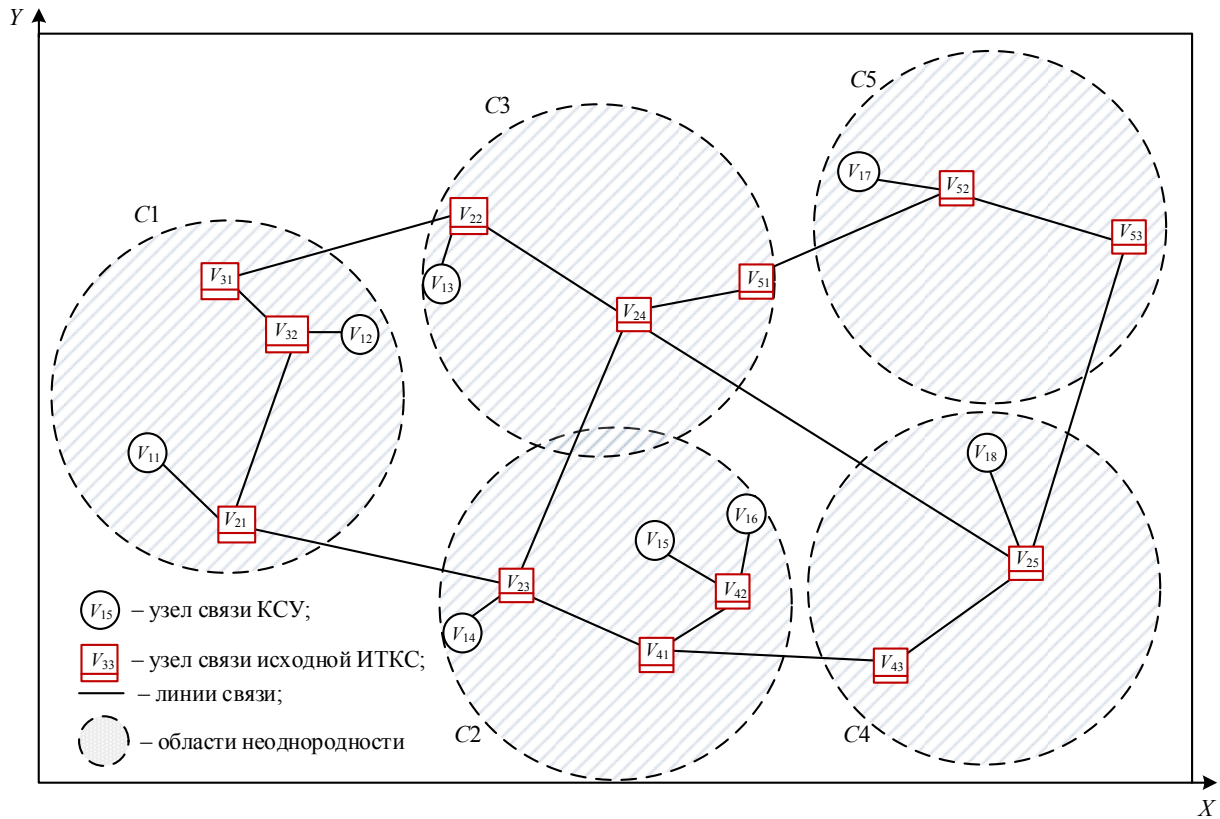 Y
C5
C3
V17
V52
C1
V22
V53
V31
V13
V51
V24
V32
V12
V11
V18
V16
V21
V15
V25
V23
V42
V15 – узел связи КСУ;
V14
V41
V33 – узел связи исходной ИТКС;
V43
– линии связи;
C2
C4
– области неоднородности
X